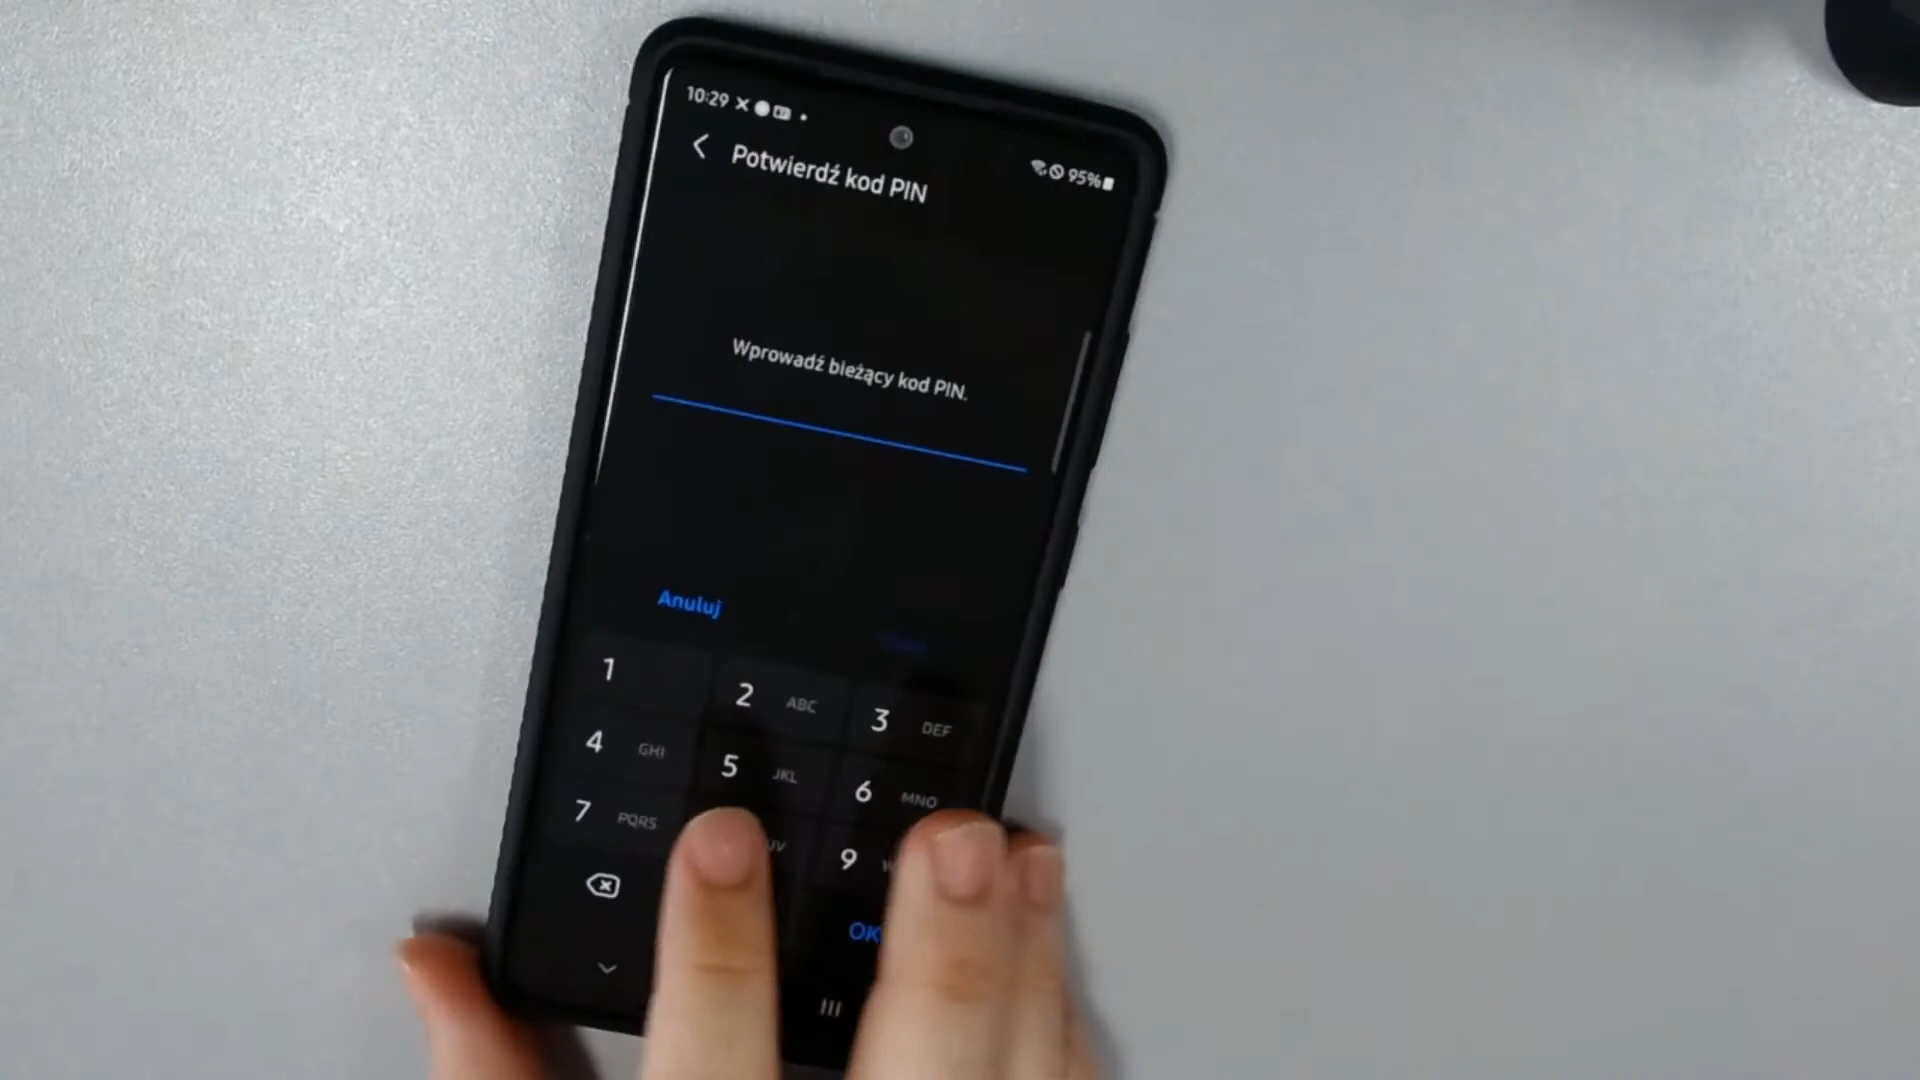 10:29
95%
Potwierdź kod PIN
Wprowadź bieżący kod PIN.
Anuluj
1
2 ABC
3 DEF
4 GHI
5 JKL
6 MNO
7 PQRS
9
OK